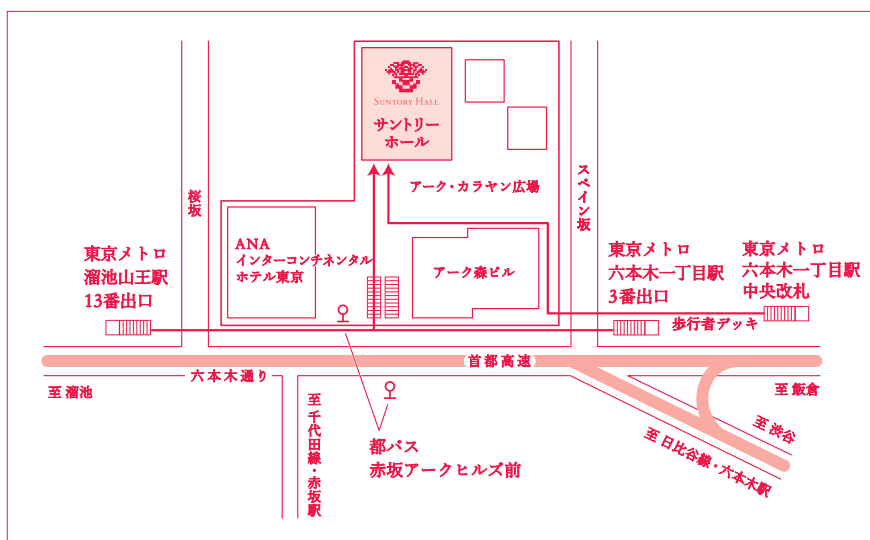 SUNTORY HALL
サントリー
ホール
アーク・カラヤン広場
桜坂
スペイン坂
ANA
インターコンチネンタル
ホテル東京
アーク森ビル
東京メトロ
溜池山王駅
13番出口
東京メトロ
六本木一丁目駅
3番出口
東京メトロ
六本木一丁目駅
中央改札
歩行者デッキ
首都高速
六本木通り
至 溜池
至 飯倉
至 渋谷
至 日比谷線・六本木駅
至 千代田線・赤坂駅
都バス
赤坂アークヒルズ前